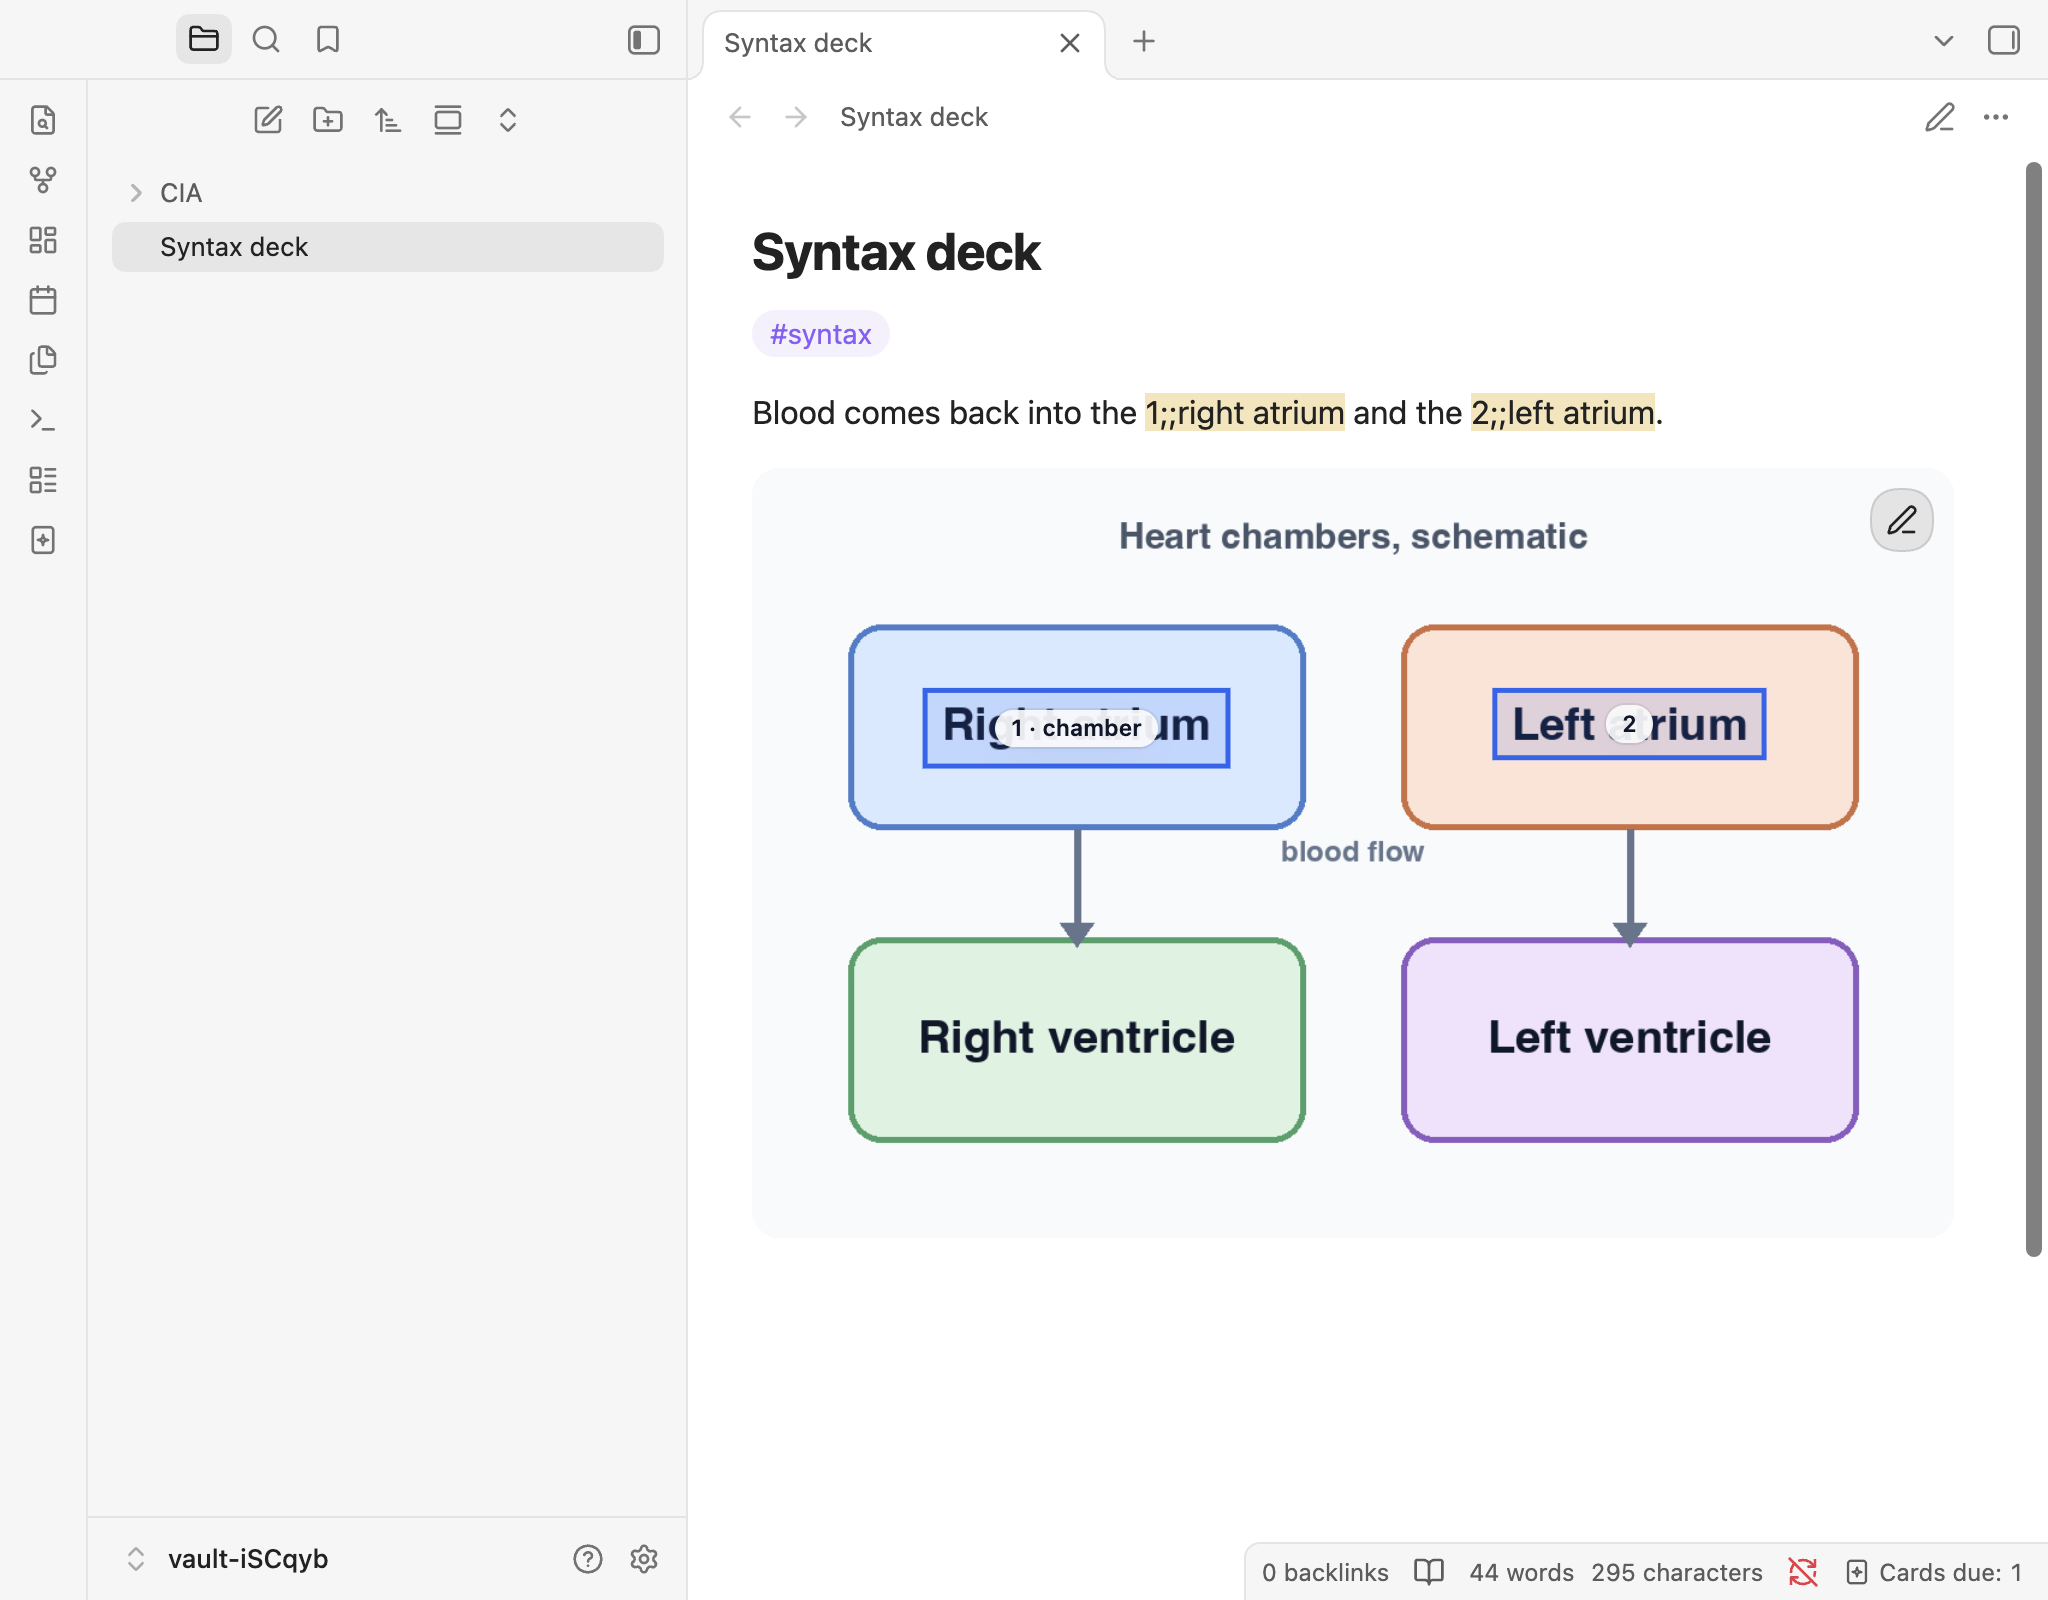 Syntax deck
Syntax deck
CIA
Syntax deck
Syntax deck
#syntax
Blood comes back into the 1;;right atrium and the 2;;left atrium.
Heart chambers, schematic
1 · chamber
Left 2 rium
blood flow
Right ventricle
Left ventricle
vault-iSCqyb
0 backlinks
44 words
295 characters
Cards due: 1